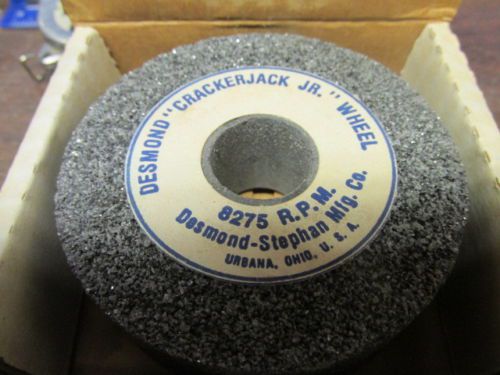 DESMOND "CRACKERJACK JR." WHEEL
8275 R.P.M.
Desmond-Stephan Mfg. Co.
URBANA, OHIO, U. S. A.